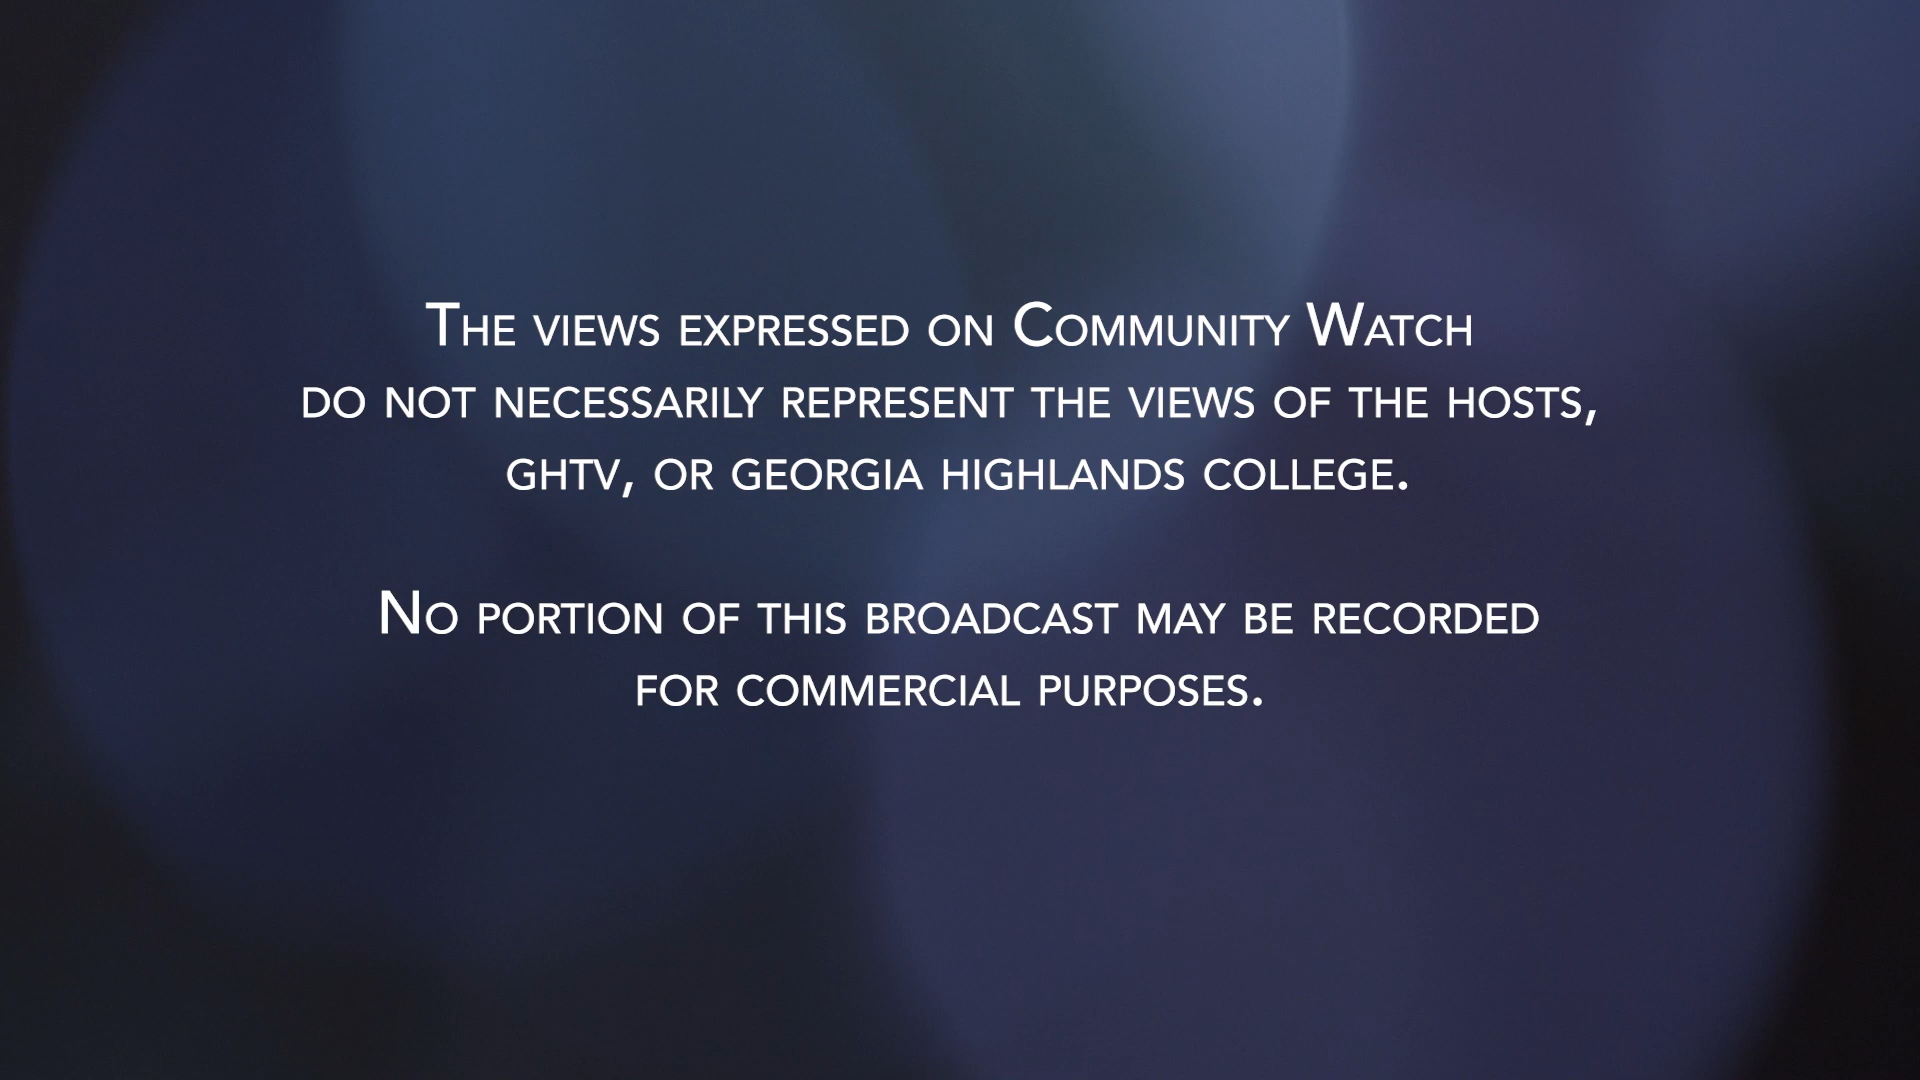 The views expressed on Community Watch
do not necessarily represent the views of the hosts,
ghtv, or georgia highlands college.
No portion of this broadcast may be recorded
for commercial purposes.